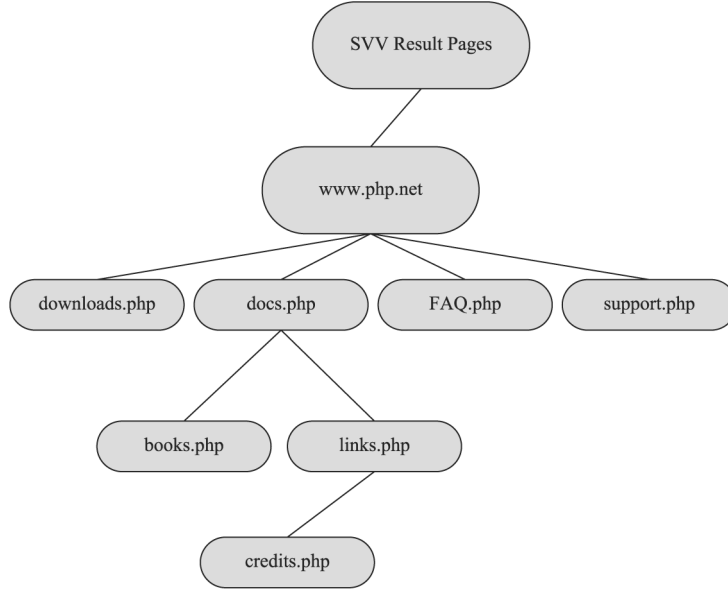 SVV Result Pages
www.php.net
downloads.php
docs.php
FAQ.php
support.php
books.php
links.php
credits.php